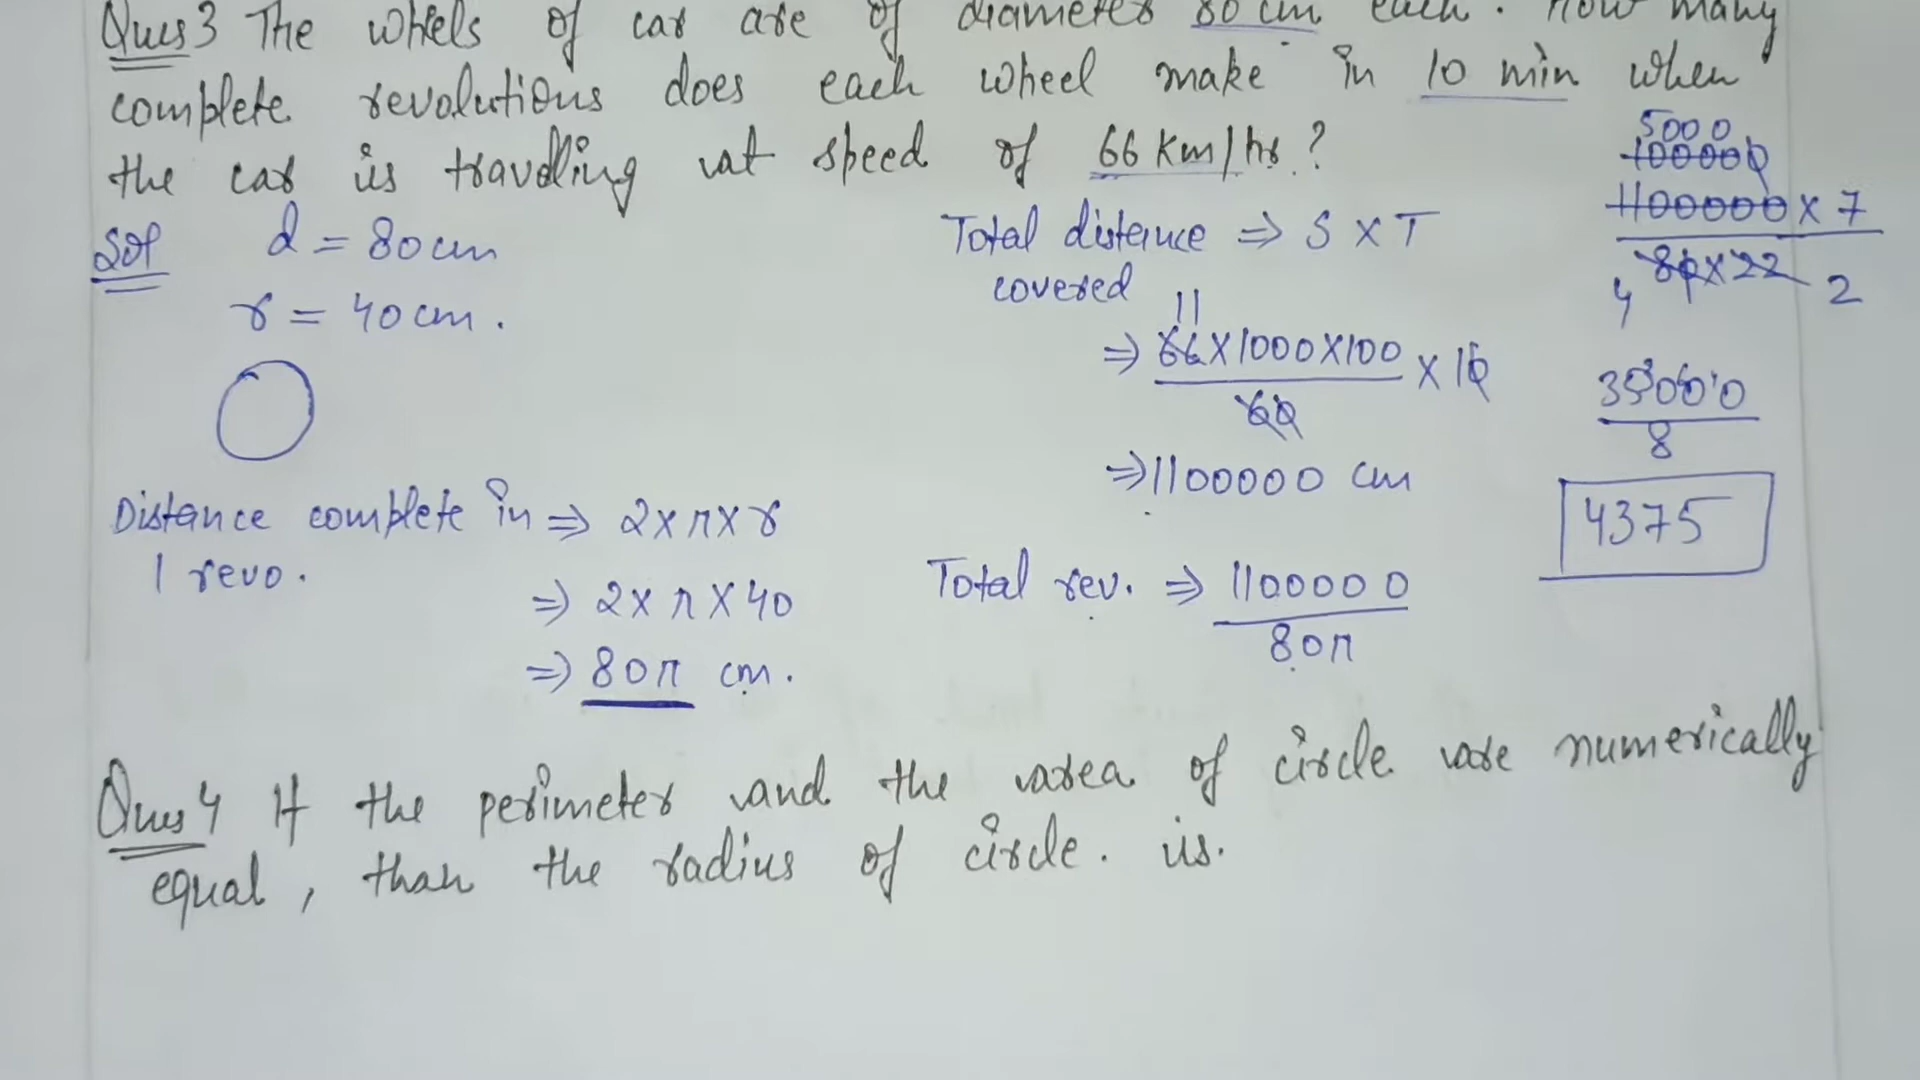 Ques 3 The wheels of car are of diameter 80 cm each. How many
complete revolutions does each wheel make in 10 min when
the car is travelling at speed of 66 km/hr?
Sol d = 80 cm
r = 40 cm.
Distance complete in ⇒ 2×π×r
1 revo.
⇒ 2×π×40
⇒ 80π cm.
Total distance ⇒ S×T
covered
11
⇒ 66×1000×100 × 10
60
⇒ 1100000 cm
Total rev. ⇒ 1100000
80π
5000
100000
1100000×7
80×22
4 2
35000
8
4375
Ques 4 If the perimeter and the area of circle are numerically
equal, than the radius of circle. is.